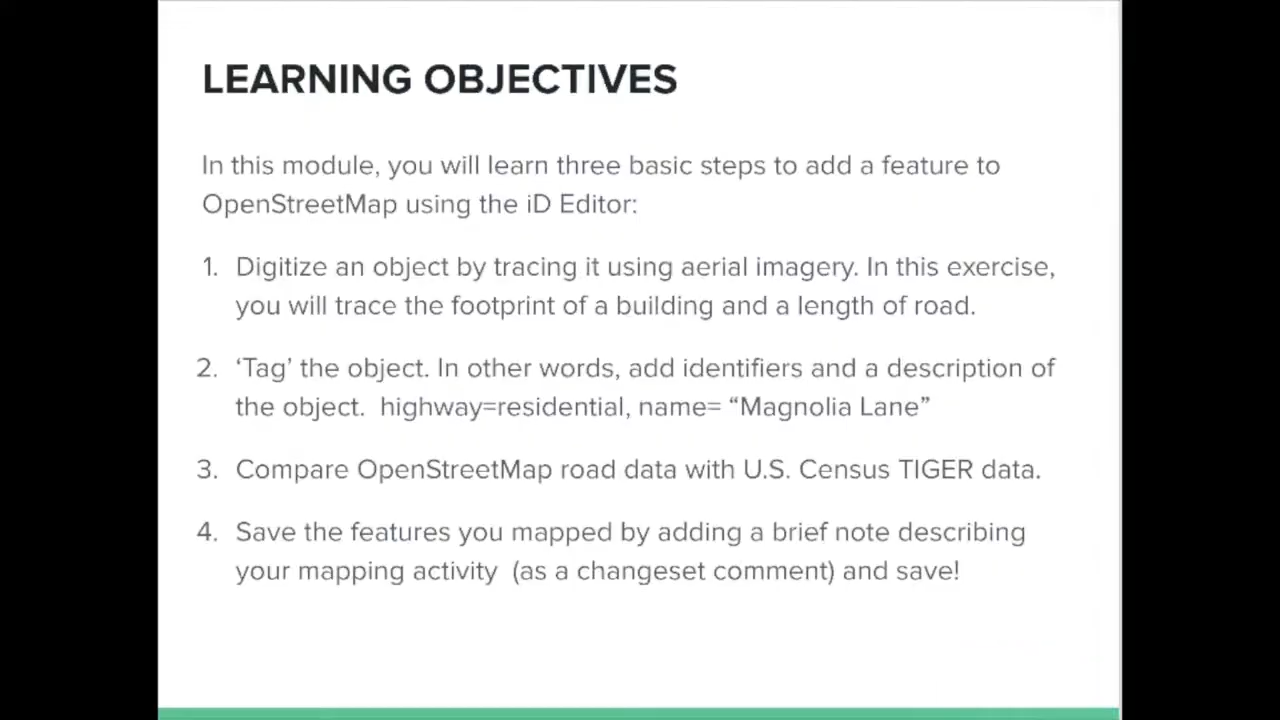 LEARNING OBJECTIVES
In this module, you will learn three basic steps to add a feature to
OpenStreetMap using the iD Editor:
1. Digitize an object by tracing it using aerial imagery. In this exercise,
you will trace the footprint of a building and a length of road.
2. ‘Tag’ the object. In other words, add identifiers and a description of
the object.  highway=residential, name= “Magnolia Lane”
3. Compare OpenStreetMap road data with U.S. Census TIGER data.
4. Save the features you mapped by adding a brief note describing
your mapping activity  (as a changeset comment) and save!